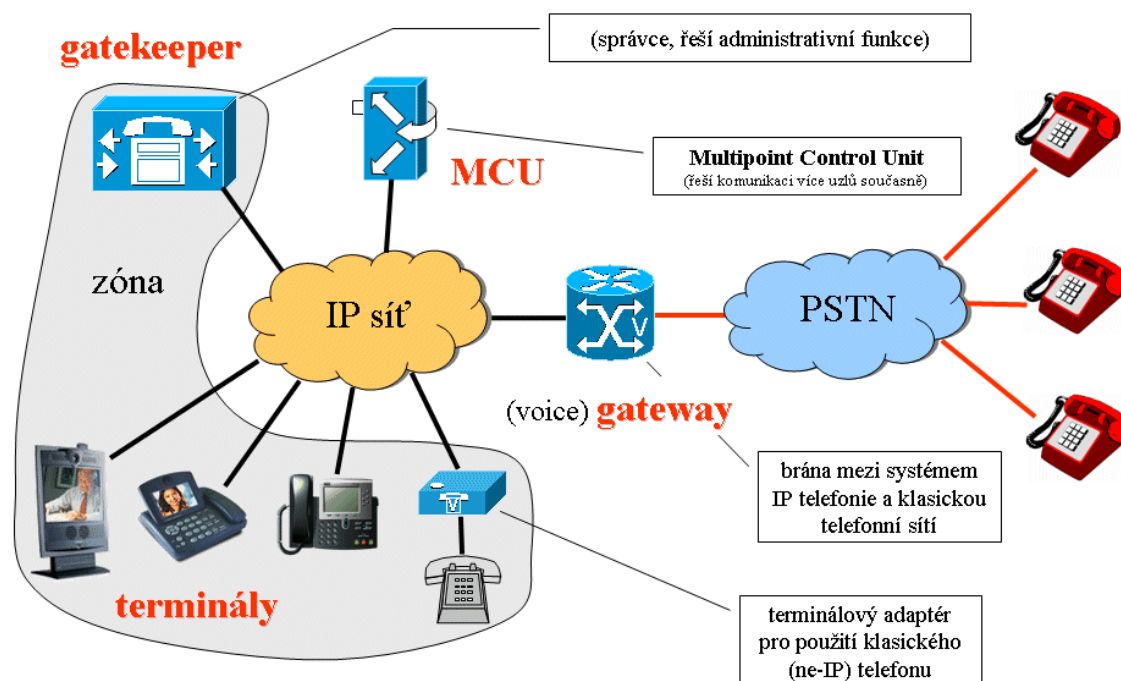 gatekeeper
(správce, řeší administrativní funkce)
MCU
Multipoint Control Unit
(řeší komunikaci více uzlů současně)
zóna
IP síť
V
PSTN
(voice) gateway
brána mezi systémem
IP telefonie a klasickou
telefonní sítí
V
terminály
terminálový adaptér
pro použití klasického
(ne-IP) telefonu